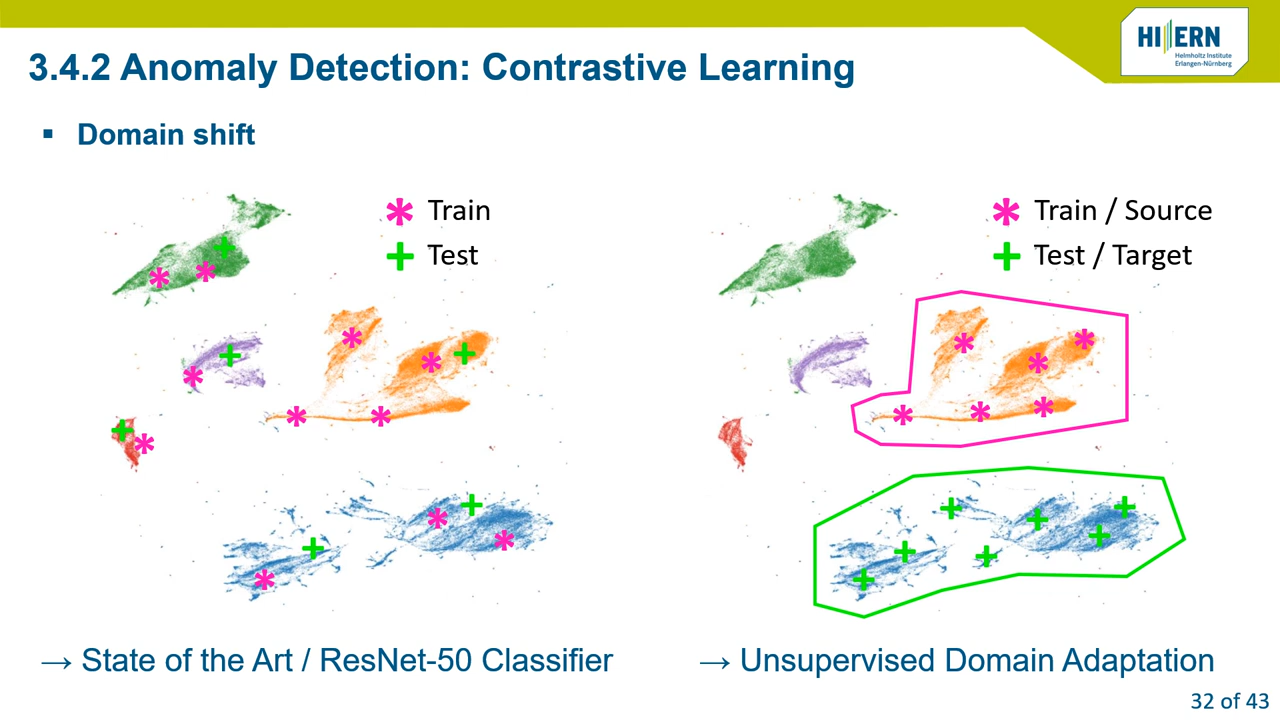 HI ERN
Helmholtz Institute
Erlangen-Nürnberg
3.4.2 Anomaly Detection: Contrastive Learning
▪ Domain shift
Train
Test
Train / Source
Test / Target
→ State of the Art / ResNet-50 Classifier
→ Unsupervised Domain Adaptation
32 of 43